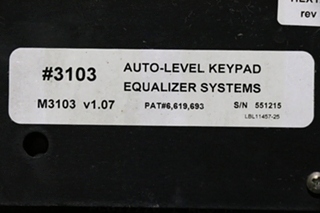 rev
#3103
AUTO-LEVEL KEYPAD
EQUALIZER SYSTEMS
M3103 v1.07
PAT#6,619,693
S/N 551215
LBL11457-25